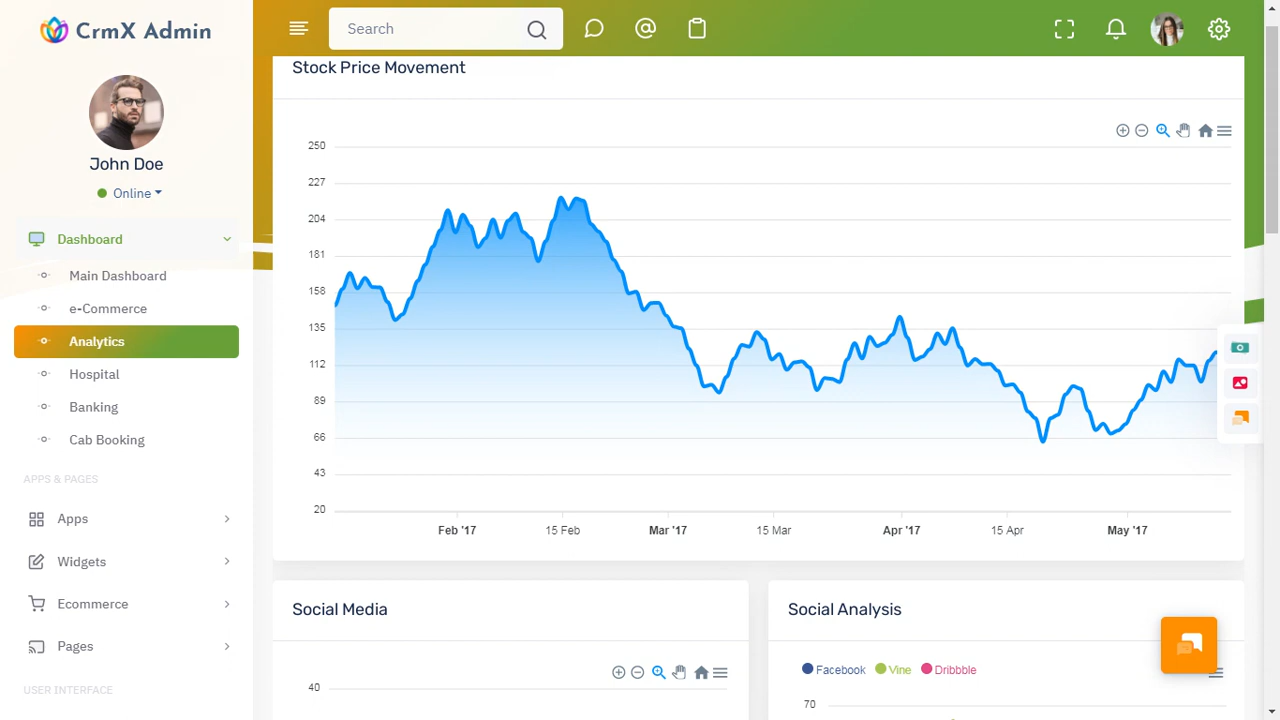 CrmX Admin
Search
John Doe
Online
Dashboard
Main Dashboard
e-Commerce
Analytics
Hospital
Banking
Cab Booking
APPS & PAGES
Apps
Widgets
Ecommerce
Pages
USER INTERFACE
Stock Price Movement
250
227
204
181
158
135
112
89
66
43
20
Feb '17 15 Feb Mar '17 15 Mar Apr '17 15 Apr May '17
Social Media
40
Social Analysis
Facebook Vine Dribbble
70